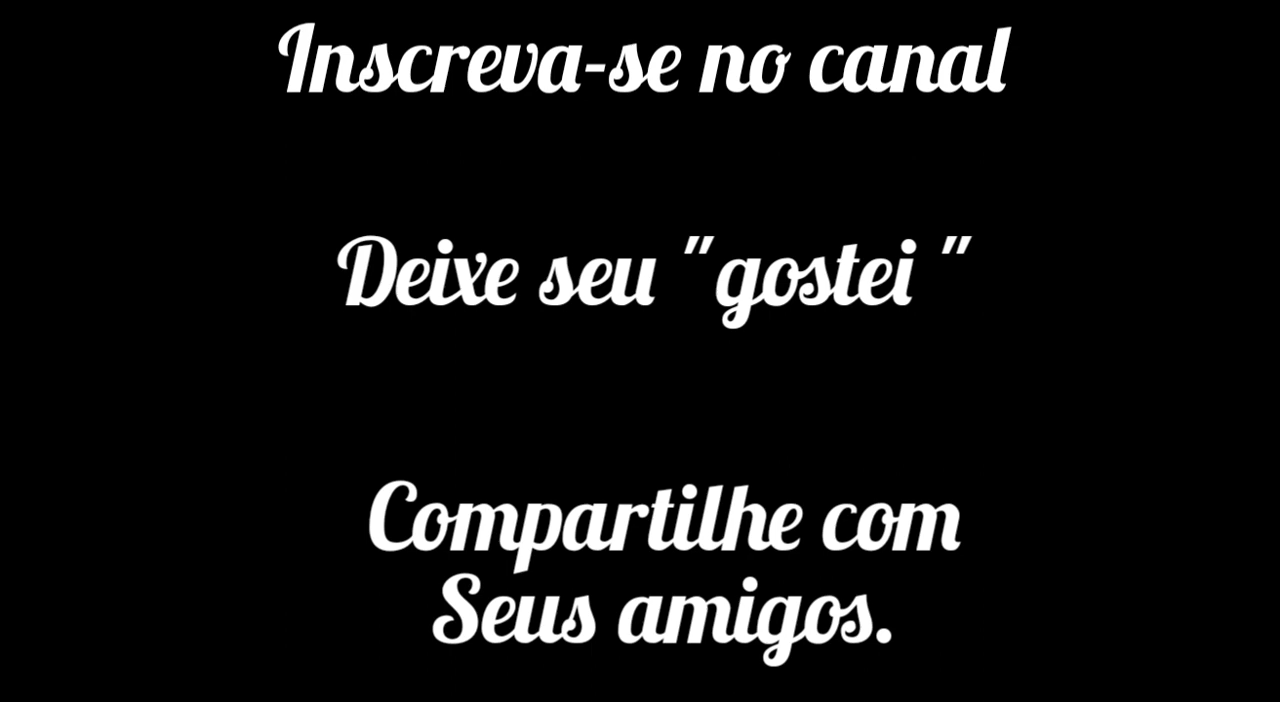 Inscreva-se no canal
Deixe seu "gostei "
Compartilhe com
Seus amigos.